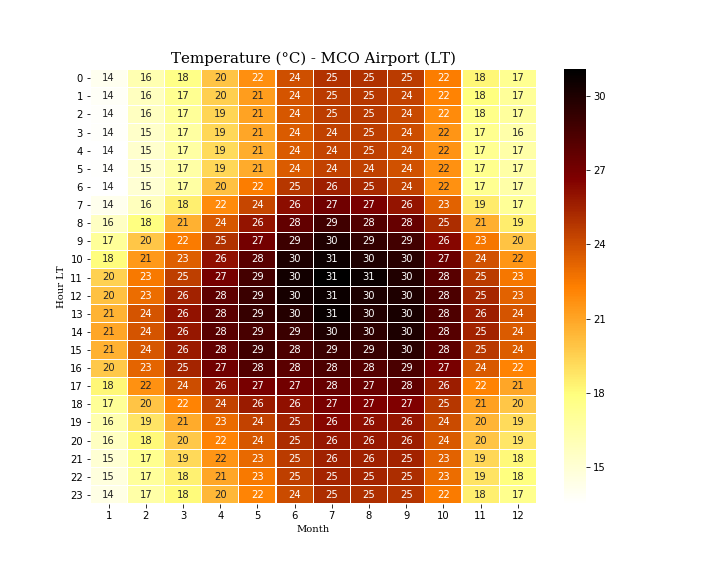 Temperature (°C) - MCO Airport (LT)
0 14 16 18 20 22 24 25 25 25 22 18 17
1 14 16 17 20 21 24 25 25 24 22 18 17
2 14 16 17 19 21 24 25 25 24 22 18 17
3 14 15 17 19 21 24 24 25 24 22 17 16
4 14 15 17 19 21 24 24 25 24 22 17 17
5 14 15 17 19 21 24 24 24 24 22 17 17
6 14 15 17 20 22 25 26 25 24 22 17 17
7 14 16 18 22 24 26 27 27 26 23 19 17
8 16 18 21 24 26 28 29 28 28 25 21 19
9 17 20 22 25 27 29 30 29 29 26 23 20
10 18 21 23 26 28 30 31 30 30 27 24 22
11 20 23 25 27 29 30 31 31 30 28 25 23
12 20 23 26 28 29 30 31 30 30 28 25 23
13 21 24 26 28 29 30 31 30 30 28 26 24
14 21 24 26 28 29 29 30 30 30 28 25 24
15 21 24 26 28 29 28 29 29 30 28 25 24
16 20 23 25 27 28 28 28 28 29 27 24 22
17 18 22 24 26 27 27 28 27 28 26 22 21
18 17 20 22 24 26 26 27 27 27 25 21 20
19 16 19 21 23 24 25 26 26 26 24 20 19
20 16 18 20 22 24 25 26 26 26 24 20 19
21 15 17 19 22 23 25 26 26 25 23 19 18
22 15 17 18 21 23 25 25 25 25 23 19 18
23 14 17 18 20 22 24 25 25 25 22 18 17
1 2 3 4 5 6 7 8 9 10 11 12
Month
Hour LT
30
27
24
21
18
15